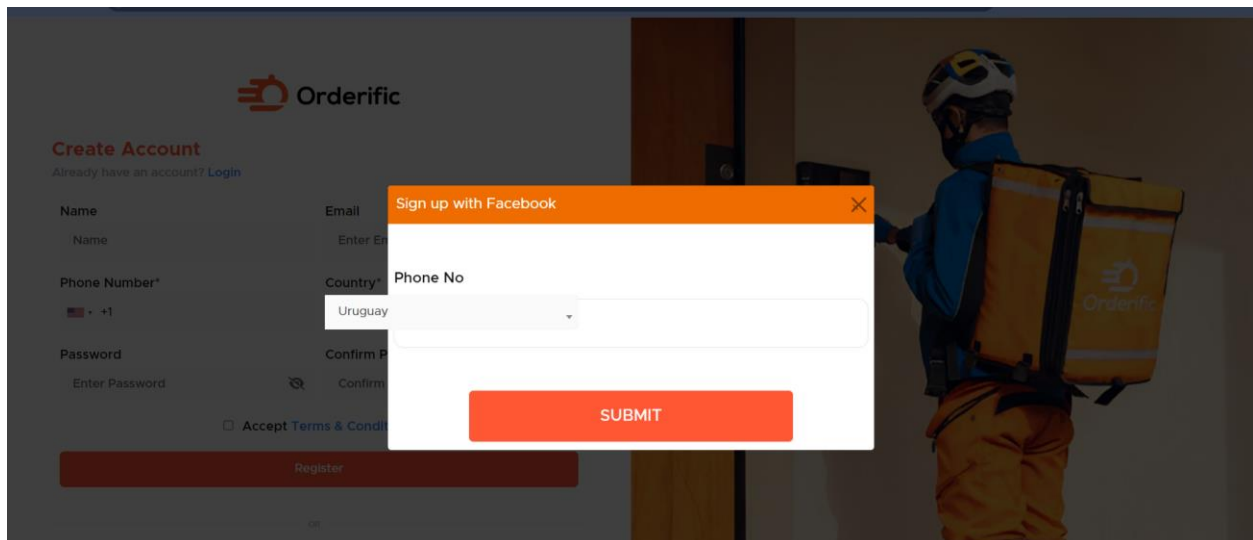 Orderific
Create Account
Already have an account? Login
Name
Email
Name
Enter En
Sign up with Facebook
Phone Number*
Country*
+1
Uruguay
Phone No
Password
Confirm P
Enter Password
Confirm
SUBMIT
Accept Terms & Condit
Register
OR
Orderific